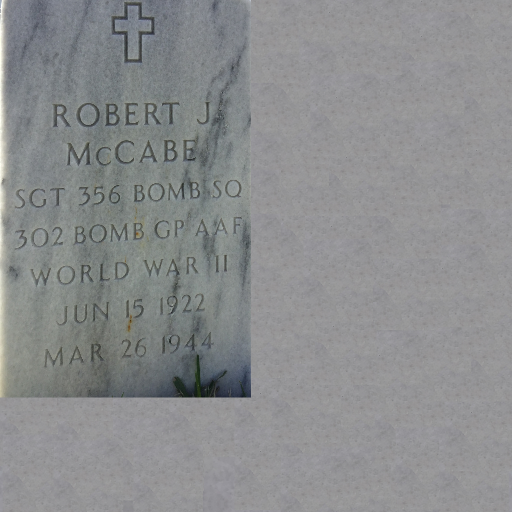 ROBERT J.
McCABE
SGT 356 BOMB SQ
302 BOMB GP AAF
WORLD WAR II
JUN 15 1922
MAR 26 1944